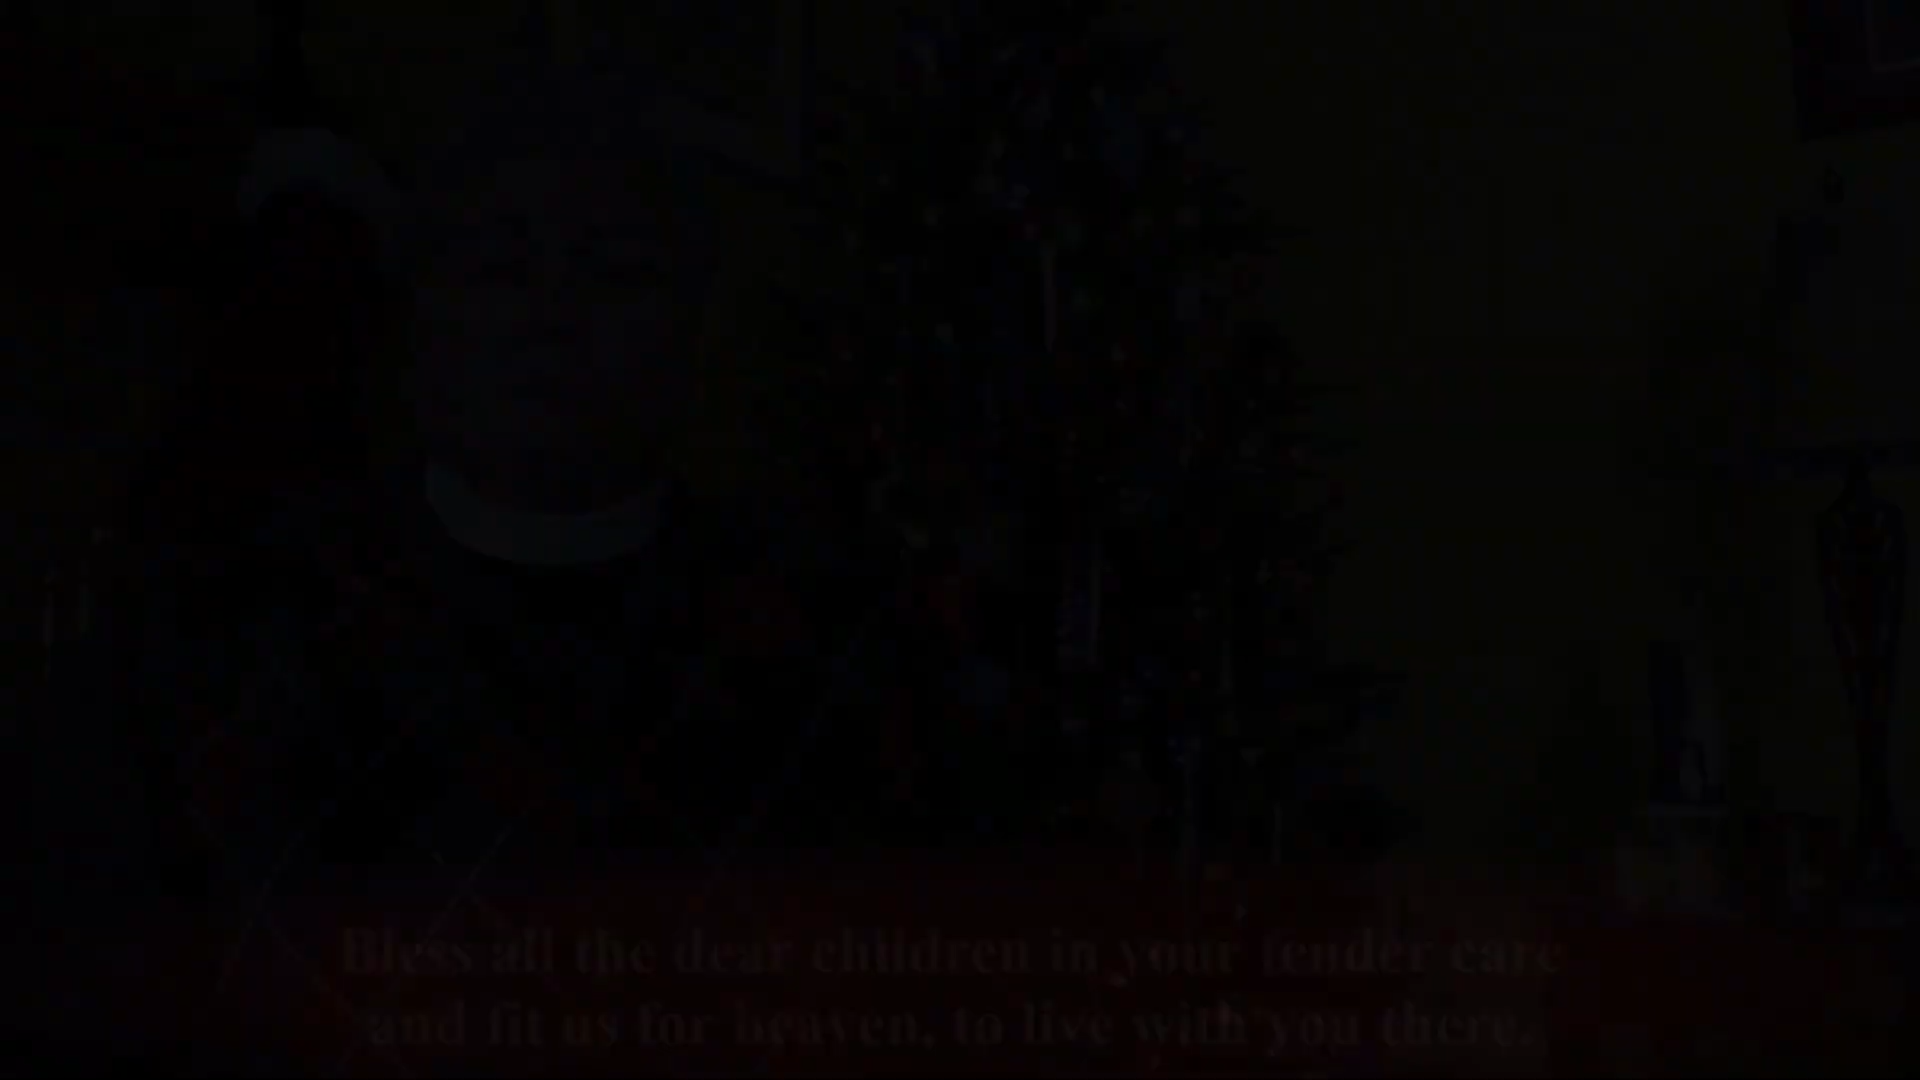 Bless all the dear children in your tender care
and fit us for heaven, to live with you there.